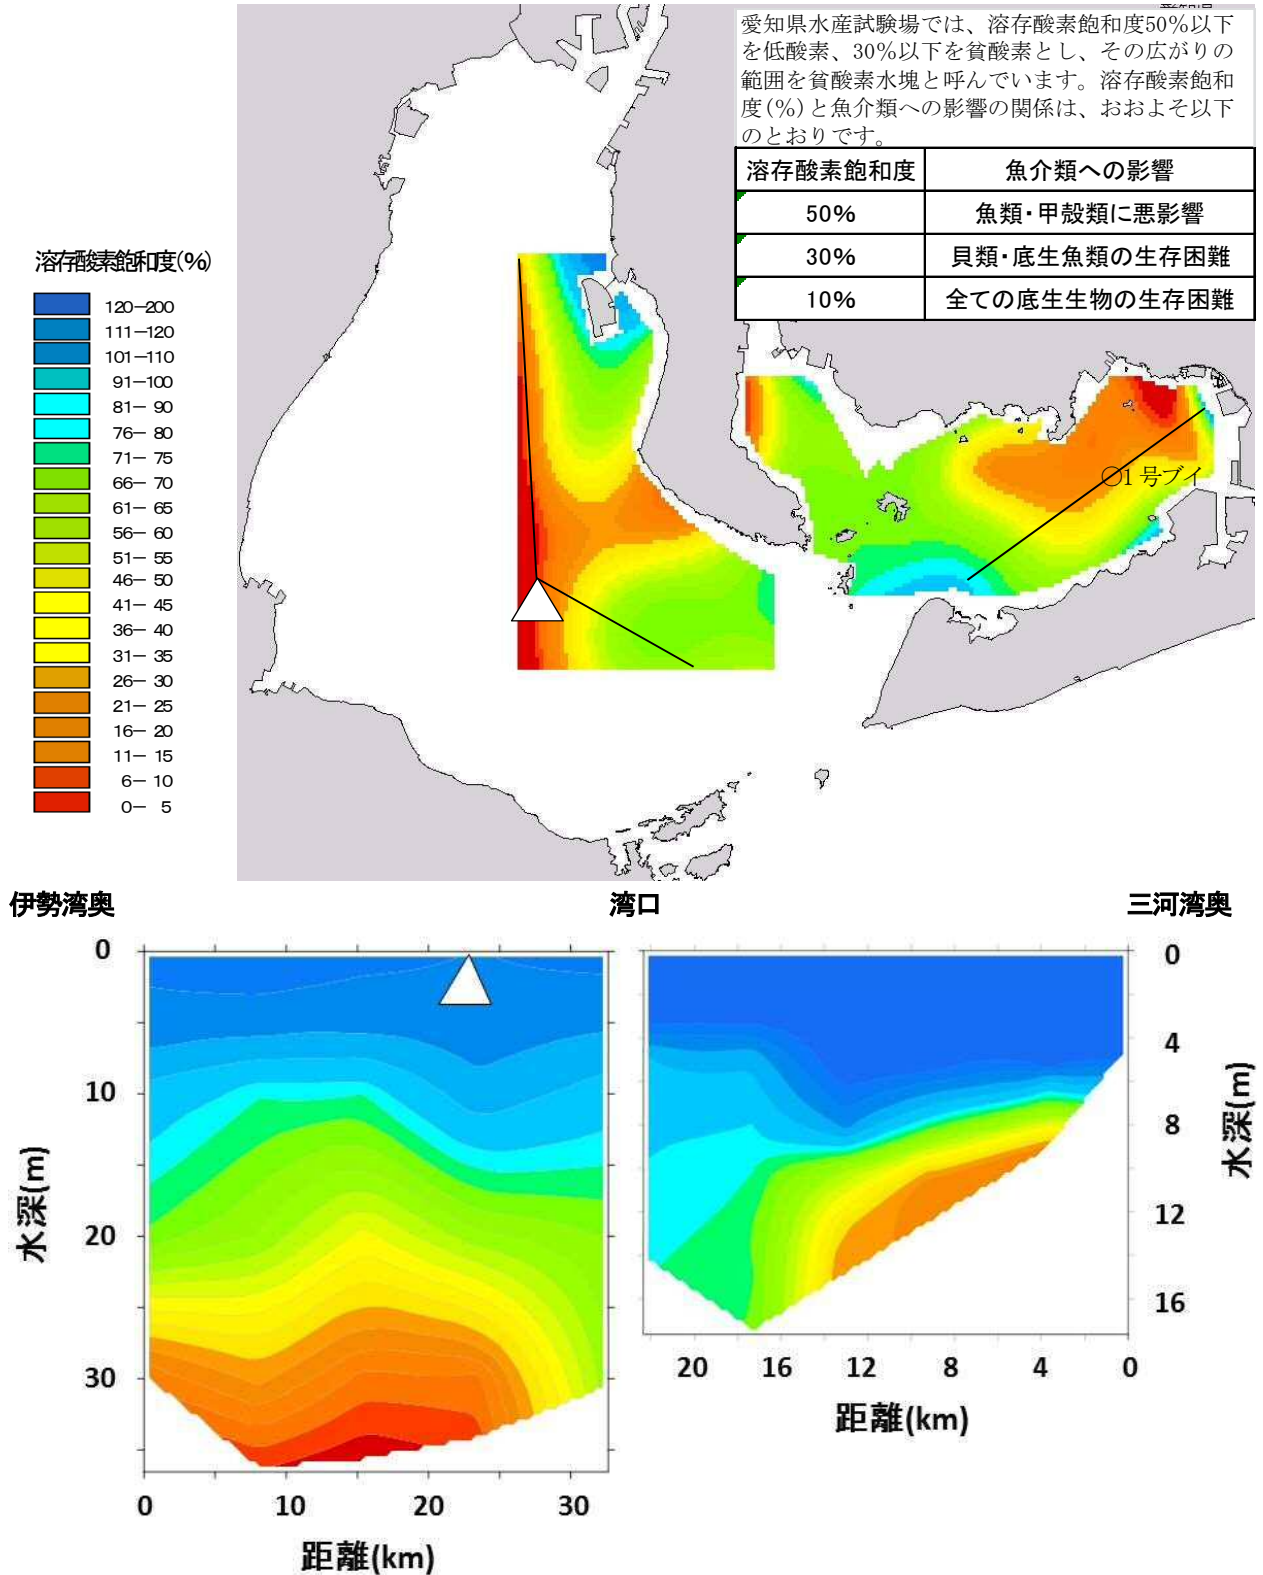 愛知県水産試験場では、溶存酸素飽和度50%以下
を低酸素、30%以下を貧酸素とし、その広がりの
範囲を貧酸素水塊と呼んでいます。溶存酸素飽和
度(%)と魚介類への影響の関係は、おおよそ以下
のとおりです。
溶存酸素飽和度 魚介類への影響
50% 魚類・甲殻類に悪影響
30% 貝類・底生魚類の生存困難
10% 全ての底生生物の生存困難
溶存酸素飽和度(%)
120-200
111-120
101-110
91-100
81- 90
76- 80
71- 75
66- 70
61- 65
56- 60
51- 55
46- 50
41- 45
36- 40
31- 35
26- 30
21- 25
16- 20
11- 15
6- 10
0- 5
○1 号ブイ
伊勢湾奥 湾口 三河湾奥
0
10
20
30
水深(m)
0 10 20 30
距離(km)
0
4
8
12
16
水深(m)
20 16 12 8 4 0
距離(km)